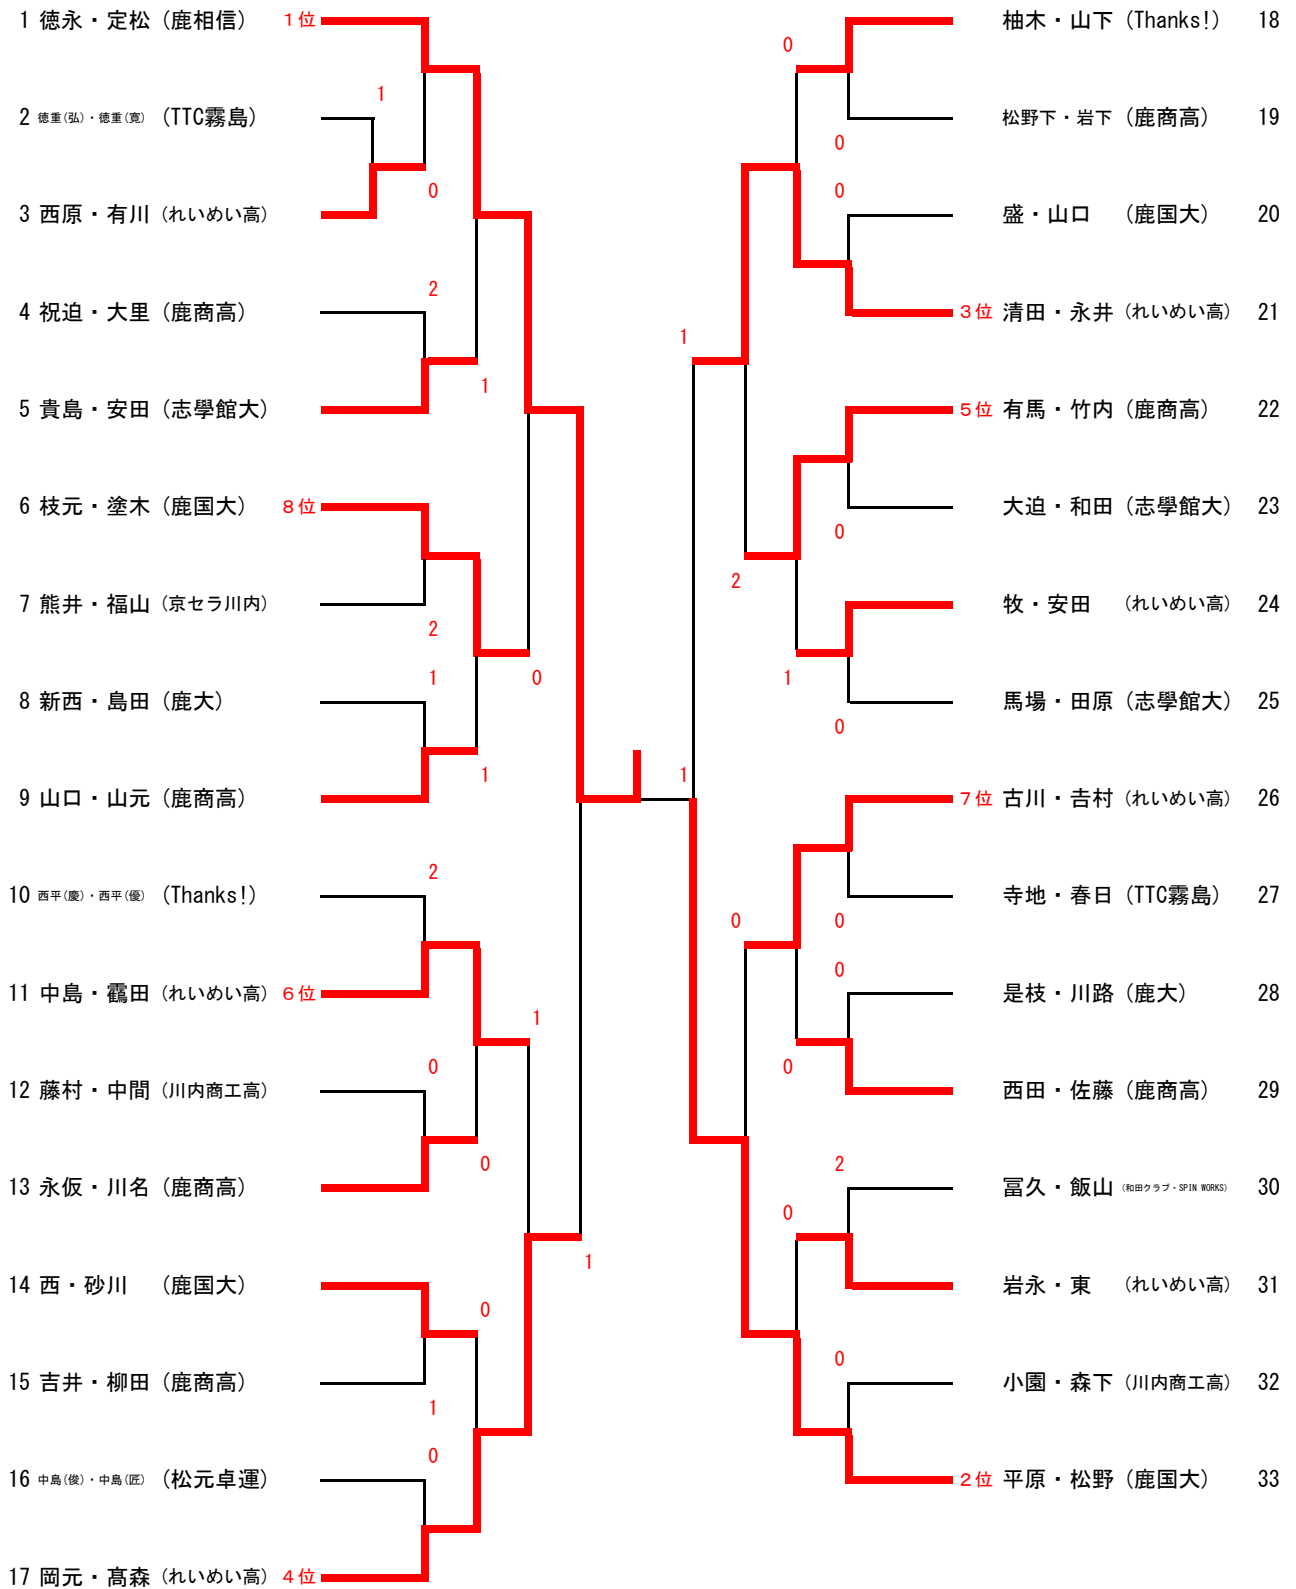 1 徳永・定松 (鹿相信) 1位
1
2 徳重(弘)・徳重(寛) (TTC霧島)
0
3 西原・有川 (れいめい高)
2
4 祝迫・大里 (鹿商高)
1
5 貴島・安田 (志學館大)
6 枝元・塗木 (鹿国大) 8位
7 熊井・福山 (京セラ川内)
2
1
0
8 新西・島田 (鹿大)
1
9 山口・山元 (鹿商高)
2
10 西平(慶)・西平(優) (Thanks!)
11 中島・靍田 (れいめい高) 6位
1
0
12 藤村・中間 (川内商工高)
0
13 永仮・川名 (鹿商高)
1
14 西・砂川 (鹿国大)
0
15 吉井・柳田 (鹿商高)
1
0
16 中島(俊)・中島(匠) (松元卓運)
17 岡元・髙森 (れいめい高) 4位
1
1
柚木・山下 (Thanks!) 18
0
松野下・岩下 (鹿商高) 19
0
0
盛・山口 (鹿国大) 20
3位 清田・永井 (れいめい高) 21
5位 有馬・竹内 (鹿商高) 22
大迫・和田 (志學館大) 23
0
2
牧・安田 (れいめい高) 24
1
馬場・田原 (志學館大) 25
0
7位 古川・𠮷村 (れいめい高) 26
寺地・春日 (TTC霧島) 27
0
0
0
是枝・川路 (鹿大) 28
0
西田・佐藤 (鹿商高) 29
2
冨久・飯山 (和田クラブ・SPIN WORKS) 30
0
岩永・東 (れいめい高) 31
0
小園・森下 (川内商工高) 32
2位 平原・松野 (鹿国大) 33